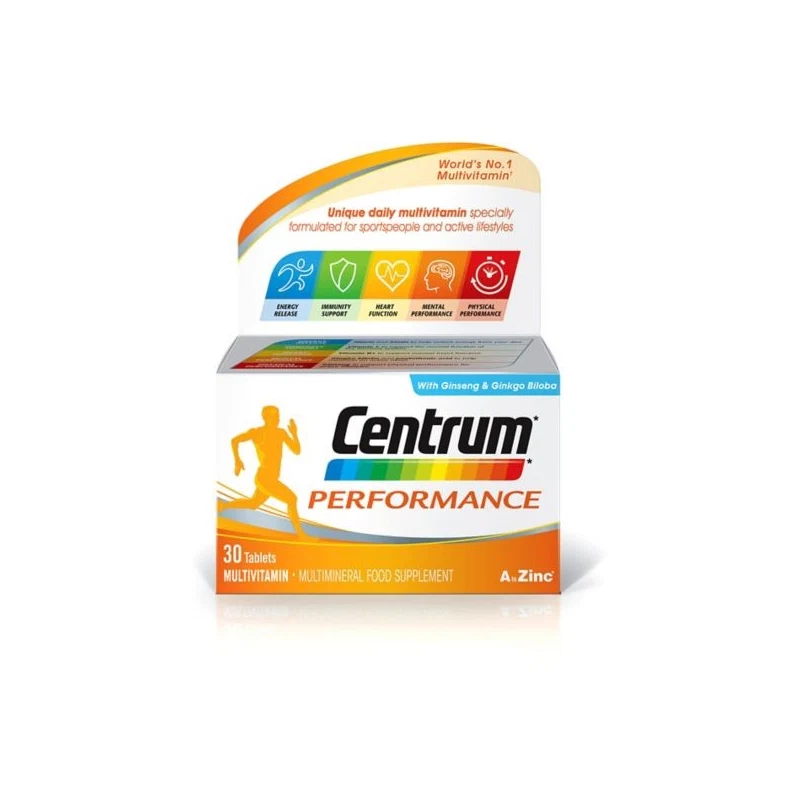 World's No.1
Multivitamin†
Unique daily multivitamin specially
formulated for sportspeople and active lifestyles
ENERGY RELEASE
IMMUNITY SUPPORT
HEART FUNCTION
MENTAL PERFORMANCE
PHYSICAL PERFORMANCE
With Ginseng & Ginkgo Biloba
Centrum*
PERFORMANCE
30 Tablets
MULTIVITAMIN · MULTIMINERAL FOOD SUPPLEMENT
A to Zinc*